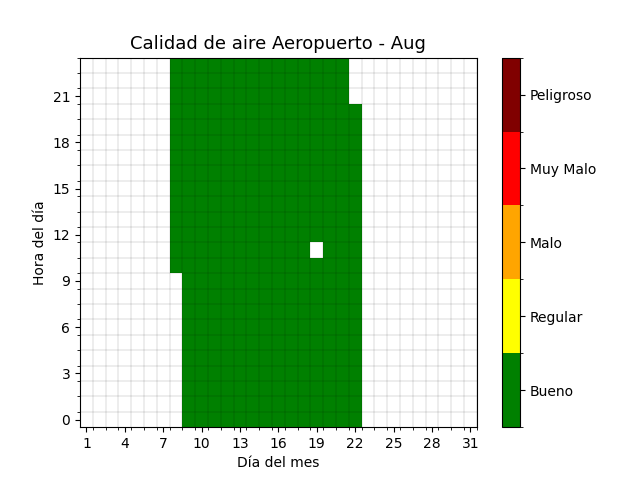 Calidad de aire Aeropuerto - Aug
Hora del día
21
18
15
12
9
6
3
0
1 4 7 10 13 16 19 22 25 28 31
Día del mes
Peligroso
Muy Malo
Malo
Regular
Bueno